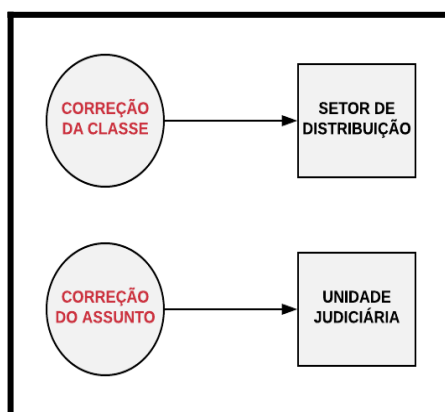 CORREÇÃO
DA CLASSE
SETOR DE
DISTRIBUIÇÃO
CORREÇÃO
DO ASSUNTO
UNIDADE
JUDICIÁRIA